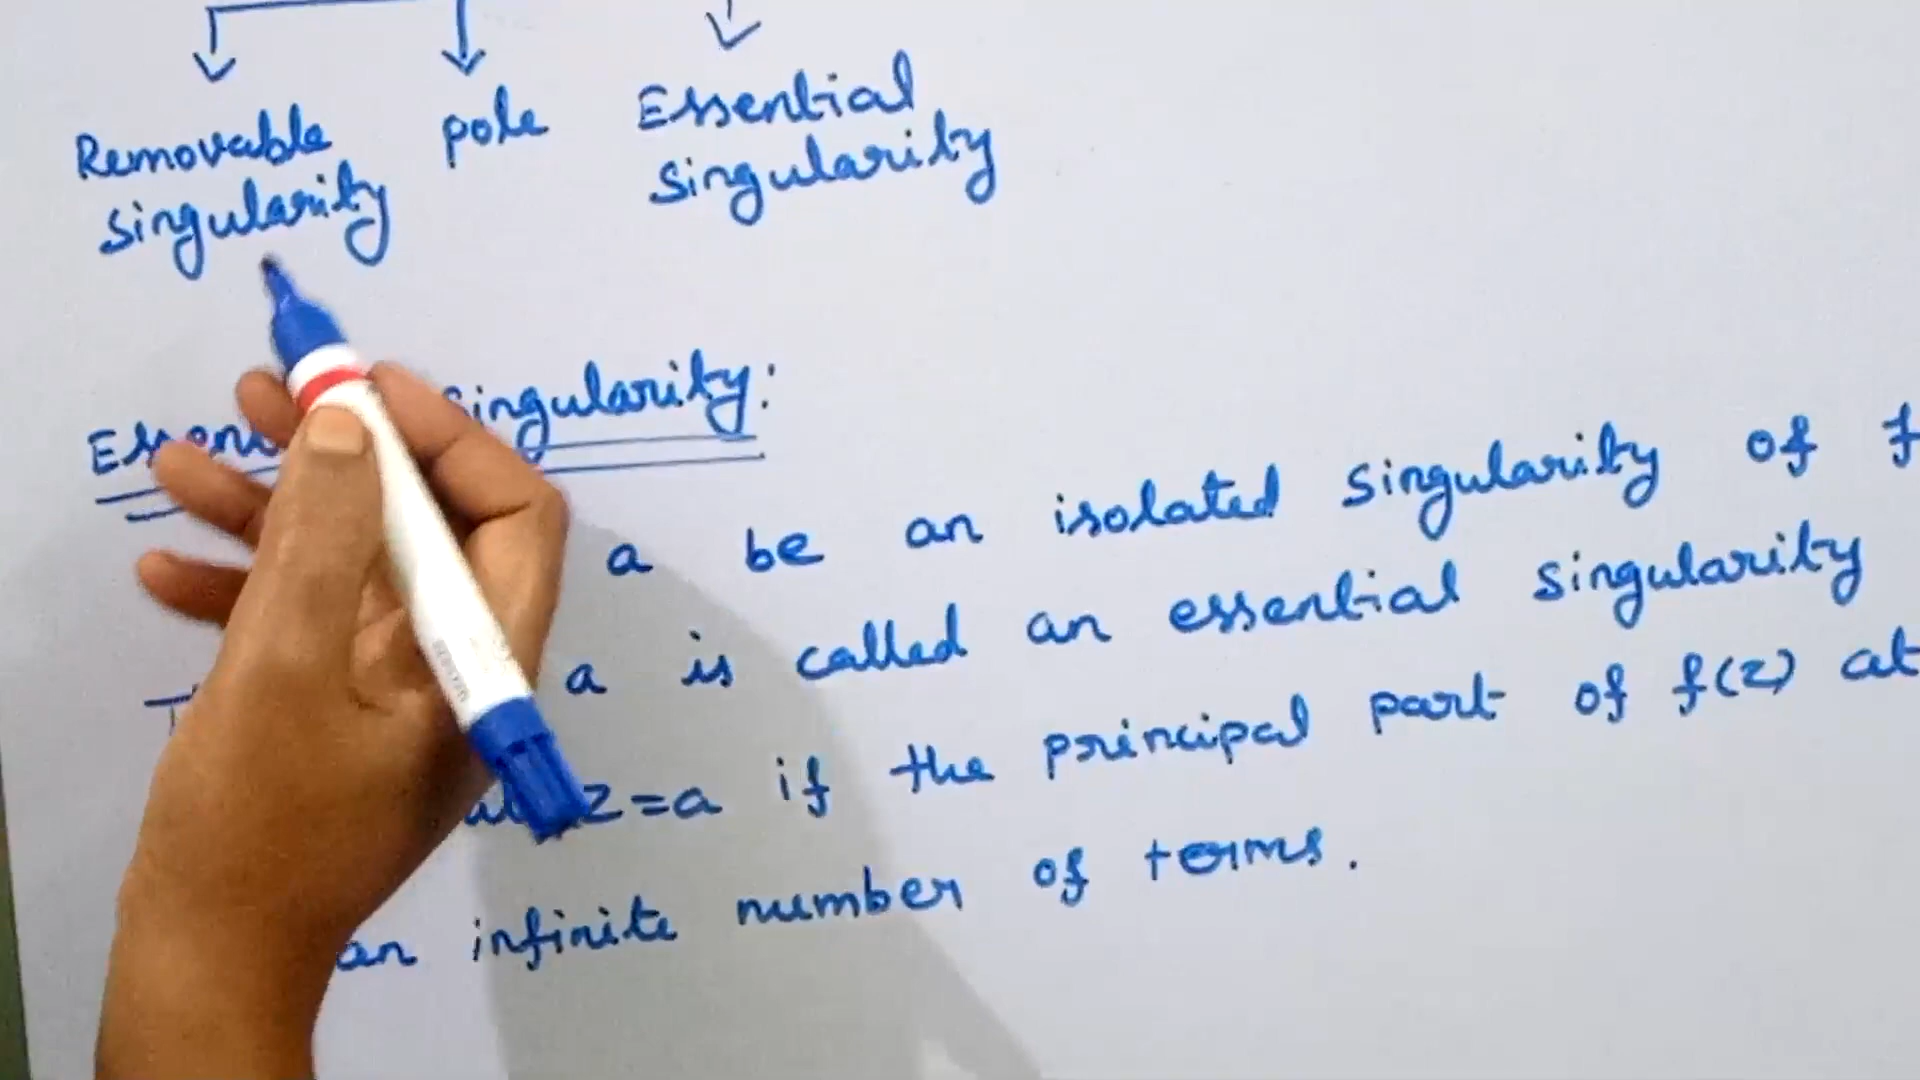 Removable pole Essential
singularity singularity
singularity:
a be an isolated singularity of f
a is called an essential singularity
z=a if the principal part of f(z) at
an infinite number of terms.